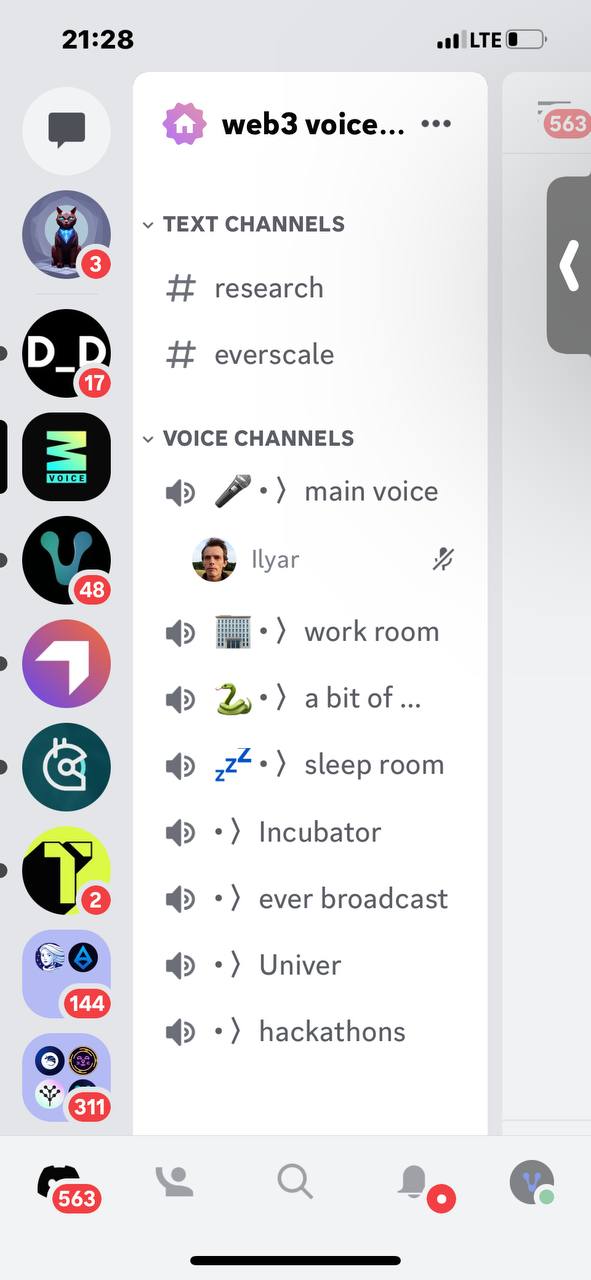 21:28
LTE
web3 voice...
563
3
TEXT CHANNELS
# research
# everscale
D_D
17
VOICE CHANNELS
VOICE
•〉 main voice
Ilyar
48
•〉 work room
•〉 a bit of ...
zzZ •〉 sleep room
•〉 Incubator
2
•〉 ever broadcast
•〉 Univer
144
•〉 hackathons
311
563